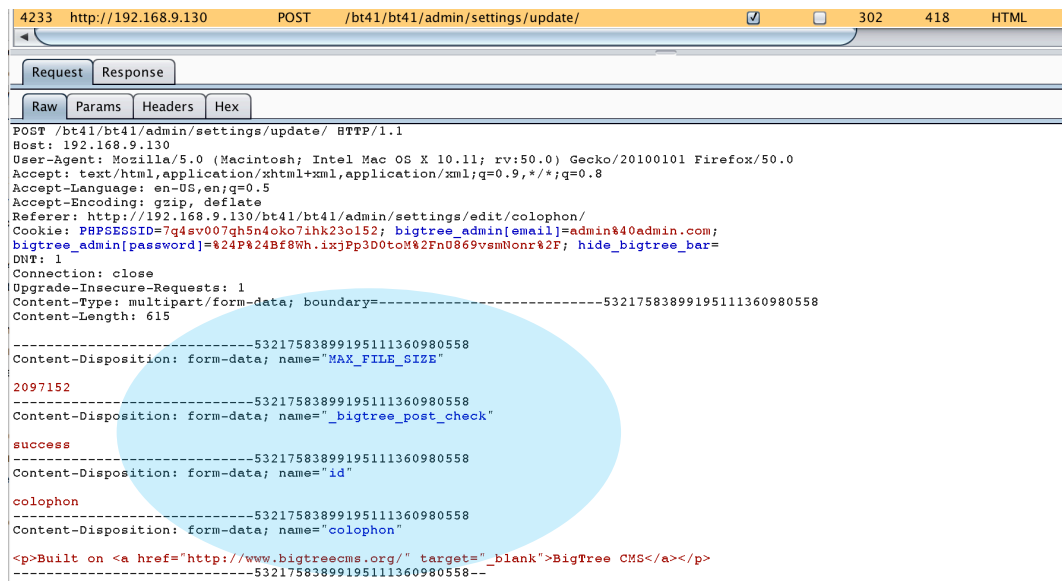 4233 http://192.168.9.130 POST /bt41/bt41/admin/settings/update/ 302 418 HTML
Request Response
Raw Params Headers Hex
POST /bt41/bt41/admin/settings/update/ HTTP/1.1
Host: 192.168.9.130
User-Agent: Mozilla/5.0 (Macintosh; Intel Mac OS X 10.11; rv:50.0) Gecko/20100101 Firefox/50.0
Accept: text/html,application/xhtml+xml,application/xml;q=0.9,*/*;q=0.8
Accept-Language: en-US,en;q=0.5
Accept-Encoding: gzip, deflate
Referer: http://192.168.9.130/bt41/bt41/admin/settings/edit/colophon/
Cookie: PHPSESSID=7q4sv007qh5n4oko7ihk23o152; bigtree_admin[email]=admin%40admin.com;
bigtree_admin[password]=%24P%24Bf8Wh.ixjPp3D0toM%2FnU869vsmNonr%2F; hide_bigtree_bar=
DNT: 1
Connection: close
Upgrade-Insecure-Requests: 1
Content-Type: multipart/form-data; boundary=---------------------------532175838991951113609805​58
Content-Length: 615
-----------------------------53217583899195111360980558
Content-Disposition: form-data; name="MAX_FILE_SIZE"
2097152
-----------------------------53217583899195111360980558
Content-Disposition: form-data; name="_bigtree_post_check"
success
-----------------------------53217583899195111360980558
Content-Disposition: form-data; name="id"
colophon
-----------------------------53217583899195111360980558
Content-Disposition: form-data; name="colophon"
<p>Built on <a href="http://www.bigtreecms.org/" target="_blank">BigTree CMS</a></p>
-----------------------------53217583899195111360980558--